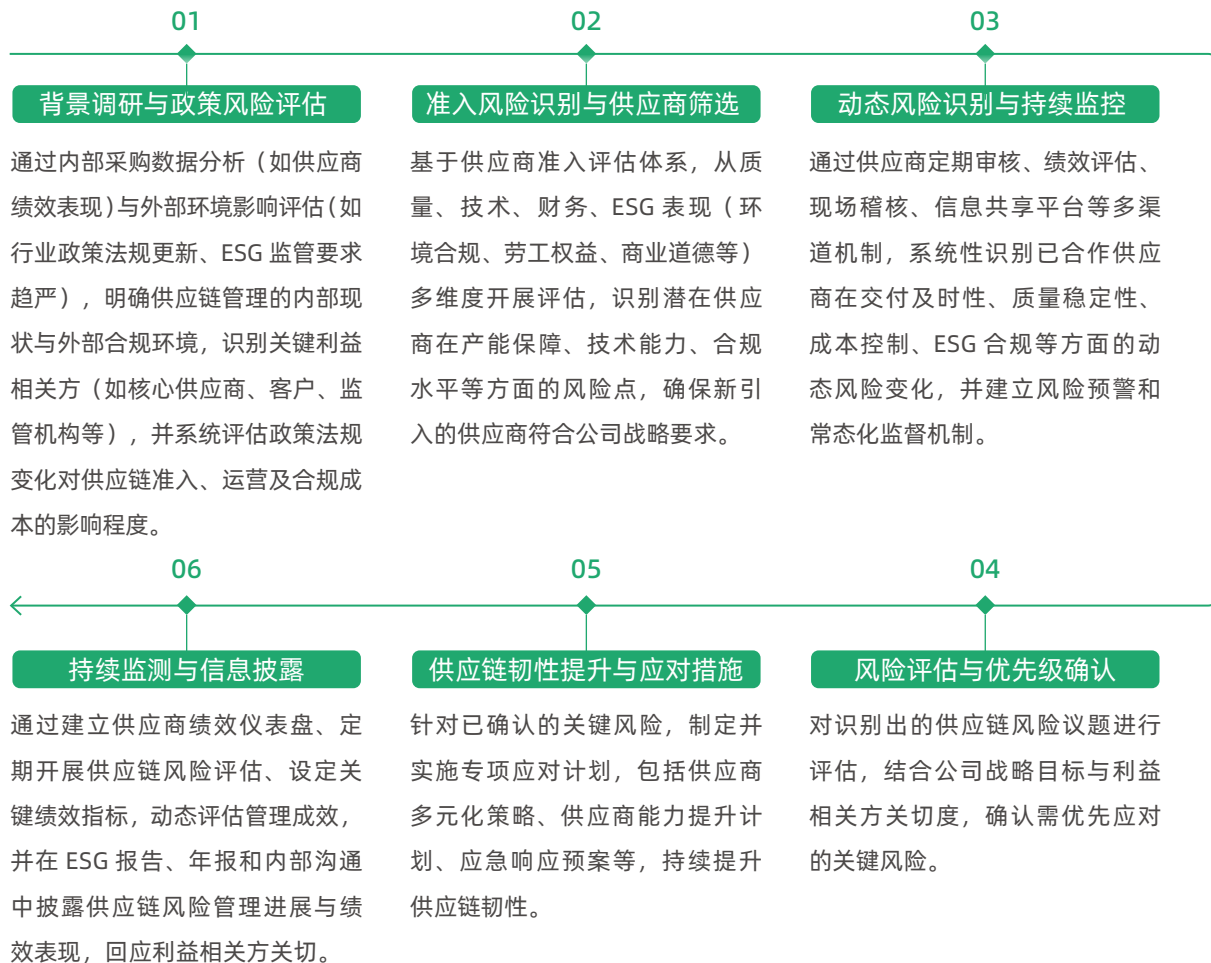 01
背景调研与政策风险评估
通过内部采购数据分析（如供应商
绩效表现）与外部环境影响评估（如
行业政策法规更新、ESG 监管要求
趋严），明确供应链管理的内部现
状与外部合规环境，识别关键利益
相关方（如核心供应商、客户、监
管机构等），并系统评估政策法规
变化对供应链准入、运营及合规成
本的影响程度。
02
准入风险识别与供应商筛选
基于供应商准入评估体系，从质
量、技术、财务、ESG 表现（环
境合规、劳工权益、商业道德等）
多维度开展评估，识别潜在供应
商在产能保障、技术能力、合规
水平等方面的风险点，确保新引
入的供应商符合公司战略要求。
03
动态风险识别与持续监控
通过供应商定期审核、绩效评估、
现场稽核、信息共享平台等多渠
道机制，系统性识别已合作供应
商在交付及时性、质量稳定性、
成本控制、ESG 合规等方面的动
态风险变化，并建立风险预警和
常态化监督机制。
04
风险评估与优先级确认
对识别出的供应链风险议题进行
评估，结合公司战略目标与利益
相关方关切度，确认需优先应对
的关键风险。
05
供应链韧性提升与应对措施
针对已确认的关键风险，制定并
实施专项应对计划，包括供应商
多元化策略、供应商能力提升计
划、应急响应预案等，持续提升
供应链韧性。
06
持续监测与信息披露
通过建立供应商绩效仪表盘、定
期开展供应链风险评估、设定关
键绩效指标，动态评估管理成效，
并在 ESG 报告、年报和内部沟通
中披露供应链风险管理进展与绩
效表现，回应利益相关方关切。